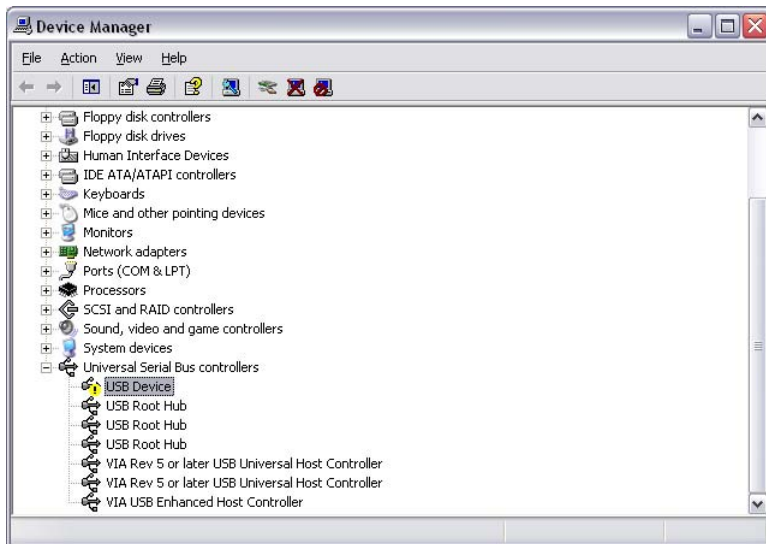 Device Manager
File Action View Help
Floppy disk controllers
Floppy disk drives
Human Interface Devices
IDE ATA/ATAPI controllers
Keyboards
Mice and other pointing devices
Monitors
Network adapters
Ports (COM & LPT)
Processors
SCSI and RAID controllers
Sound, video and game controllers
System devices
Universal Serial Bus controllers
USB Device
USB Root Hub
USB Root Hub
USB Root Hub
VIA Rev 5 or later USB Universal Host Controller
VIA Rev 5 or later USB Universal Host Controller
VIA USB Enhanced Host Controller